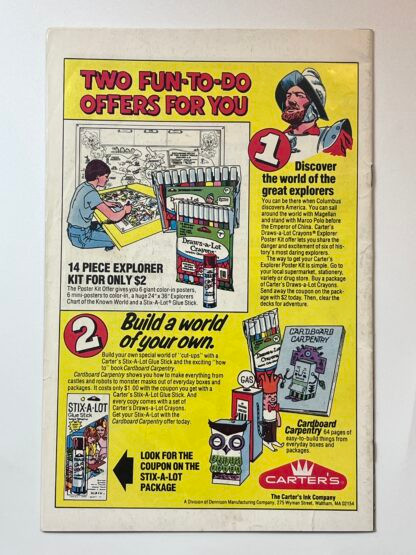 TWO FUN-TO-DO
OFFERS FOR YOU
1
Discover
the world of the
great explorers
You can be there when Columbus
discovers America. You can sail
around the world with Magellan
and stand with Marco Polo before
the Emperor of China. Carter's
Draws-a-Lot Crayons® Explorer
Poster Kit offer lets you share the
danger and excitement of six of his-
tory's most daring explorers.
The way to get your Carter's
Explorer Poster Kit is simple. Go to
your local supermarket, stationery,
variety or drug store. Buy a package
of Carter's Draws-a-Lot Crayons.
Send away the coupon on the pack-
age with $2 today. Then, clear the
decks for adventure.
Draws-a-Lot
Crayons
14 PIECE EXPLORER
KIT FOR ONLY $2
The Poster Kit Offer gives you 6 giant color-in posters,
6 mini-posters to color-in, a huge 24"x 36" Explorers
Chart of the Known World and a Stix-A-Lot® Glue Stick.
2
Build a world
of your own.
Build your own special world of "cut-ups" with a
Carter's Stix-A-Lot Glue Stick and the exciting "how
to" book Cardboard Carpentry.
Cardboard Carpentry shows you how to make everything from
castles and robots to monster masks out of everyday boxes and
packages. It costs only $1.00 with the coupon you get with a
Carter's Stix-A-Lot Glue Stick. And
every copy comes with a set of
Carter's Draws-a-Lot Crayons.
Get your Stix-A-Lot with the
Cardboard Carpentry offer today.
STIX-A-LOT
Glue Stick
LOOK FOR THE
COUPON ON THE
STIX-A-LOT
PACKAGE
GAS
CARDBOARD
CARPENTRY
Cardboard
Carpentry 64 pages of
easy-to-build things from
everyday boxes and
packages.
CARTER'S
The Carter's Ink Company
A Division of Dennison Manufacturing Company, 275 Wyman Street, Waltham, MA 02154